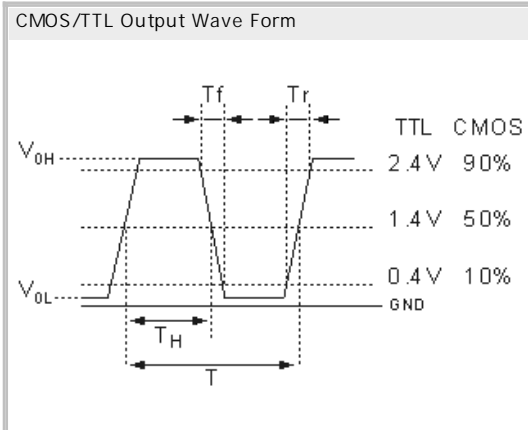 CMOS/TTL Output Wave Form
Tf Tr
TTL CMOS
V0H 2.4V 90%
1.4V 50%
0.4V 10%
V0L GND
TH
T